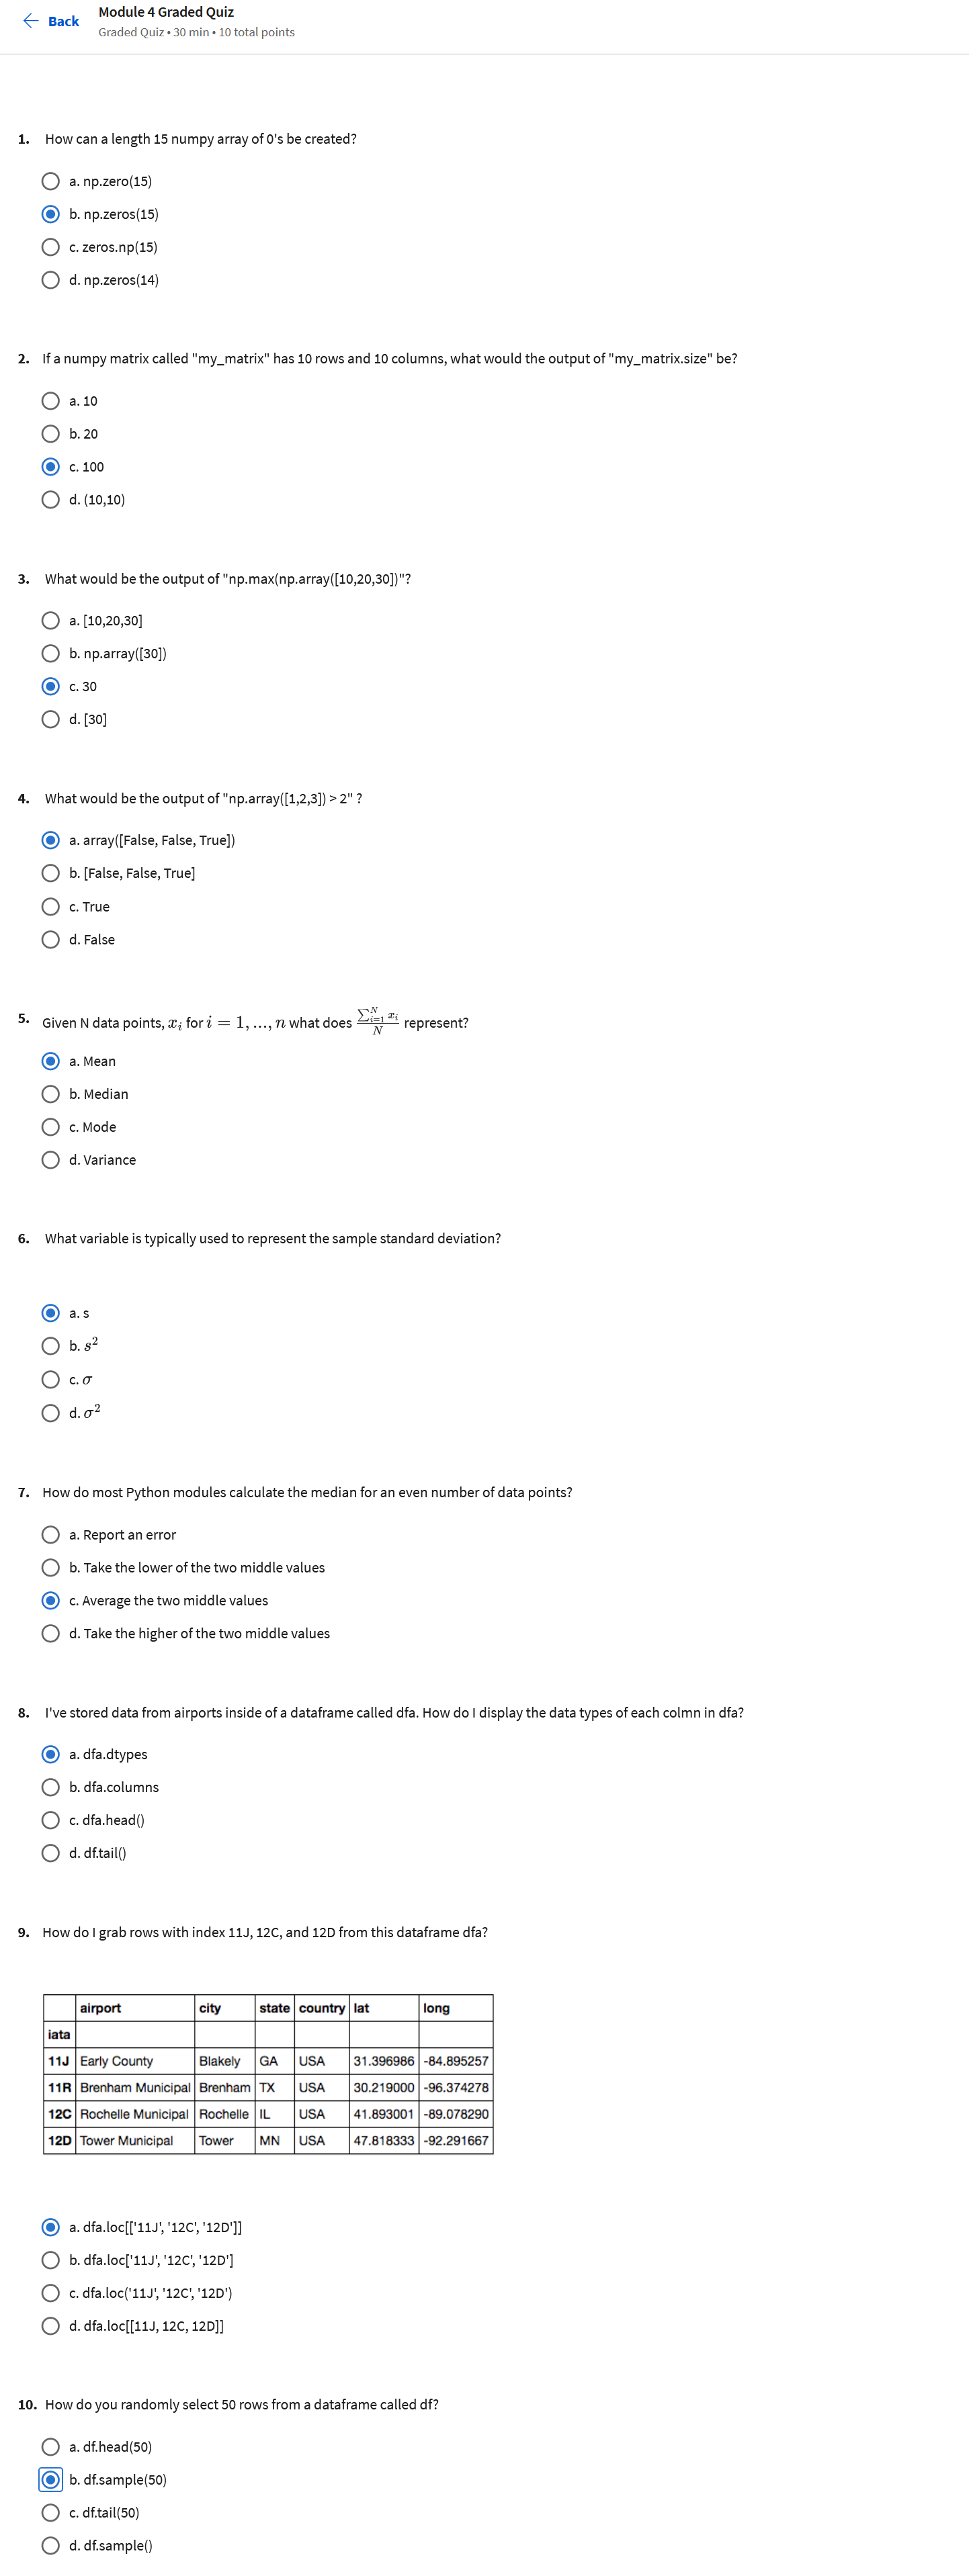 Back
Module 4 Graded Quiz
Graded Quiz • 30 min • 10 total points
1. How can a length 15 numpy array of 0's be created?
a. np.zero(15)
b. np.zeros(15)
c. zeros.np(15)
d. np.zeros(14)
2. If a numpy matrix called "my_matrix" has 10 rows and 10 columns, what would the output of "my_matrix.size" be?
a. 10
b. 20
c. 100
d. (10,10)
3. What would be the output of "np.max(np.array([10,20,30])"?
a. [10,20,30]
b. np.array([30])
c. 30
d. [30]
4. What would be the output of "np.array([1,2,3]) > 2" ?
a. array([False, False, True])
b. [False, False, True]
c. True
d. False
5. Given N data points, $x_i$ for $i = 1, ..., n$ what does $\frac{\sum_{i=1}^{N} x_i}{N}$ represent?
a. Mean
b. Median
c. Mode
d. Variance
6. What variable is typically used to represent the sample standard deviation?
a. s
b. $s^2$
c. $\sigma$
d. $\sigma^2$
7. How do most Python modules calculate the median for an even number of data points?
a. Report an error
b. Take the lower of the two middle values
c. Average the two middle values
d. Take the higher of the two middle values
8. I've stored data from airports inside of a dataframe called dfa. How do I display the data types of each colmn in dfa?
a. dfa.dtypes
b. dfa.columns
c. dfa.head()
d. df.tail()
9. How do I grab rows with index 11J, 12C, and 12D from this dataframe dfa?
airport city state country lat long
iata
11J Early County Blakely GA USA 31.396986 -84.895257
11R Brenham Municipal Brenham TX USA 30.219000 -96.374278
12C Rochelle Municipal Rochelle IL USA 41.893001 -89.078290
12D Tower Municipal Tower MN USA 47.818333 -92.291667
a. dfa.loc[['11J', '12C', '12D']]
b. dfa.loc['11J', '12C', '12D']
c. dfa.loc('11J', '12C', '12D')
d. dfa.loc[[11J, 12C, 12D]]
10. How do you randomly select 50 rows from a dataframe called df?
a. df.head(50)
b. df.sample(50)
c. df.tail(50)
d. df.sample()